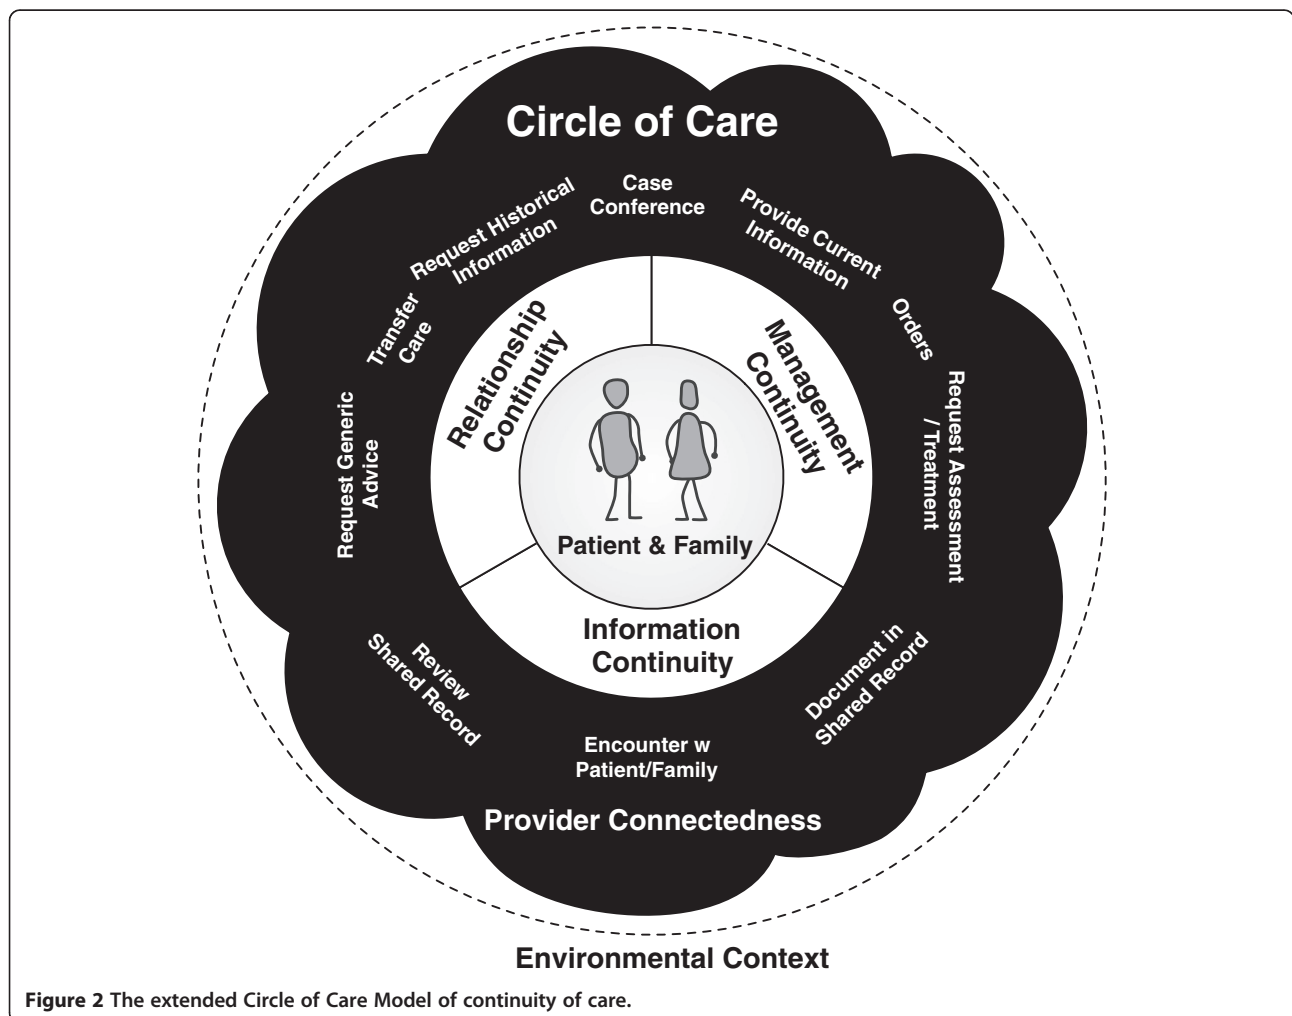 Circle of Care
Case
Conference
Provide Current
Information
Orders
Request Assessment
/ Treatment
Document in
Shared Record
Encounter w
Patient/Family
Review
Shared Record
Request Generic
Advice
Transfer
Care
Request Historical
Information
Relationship
Continuity
Management
Continuity
Patient & Family
Information
Continuity
Provider Connectedness
Environmental Context
Figure 2 The extended Circle of Care Model of continuity of care.